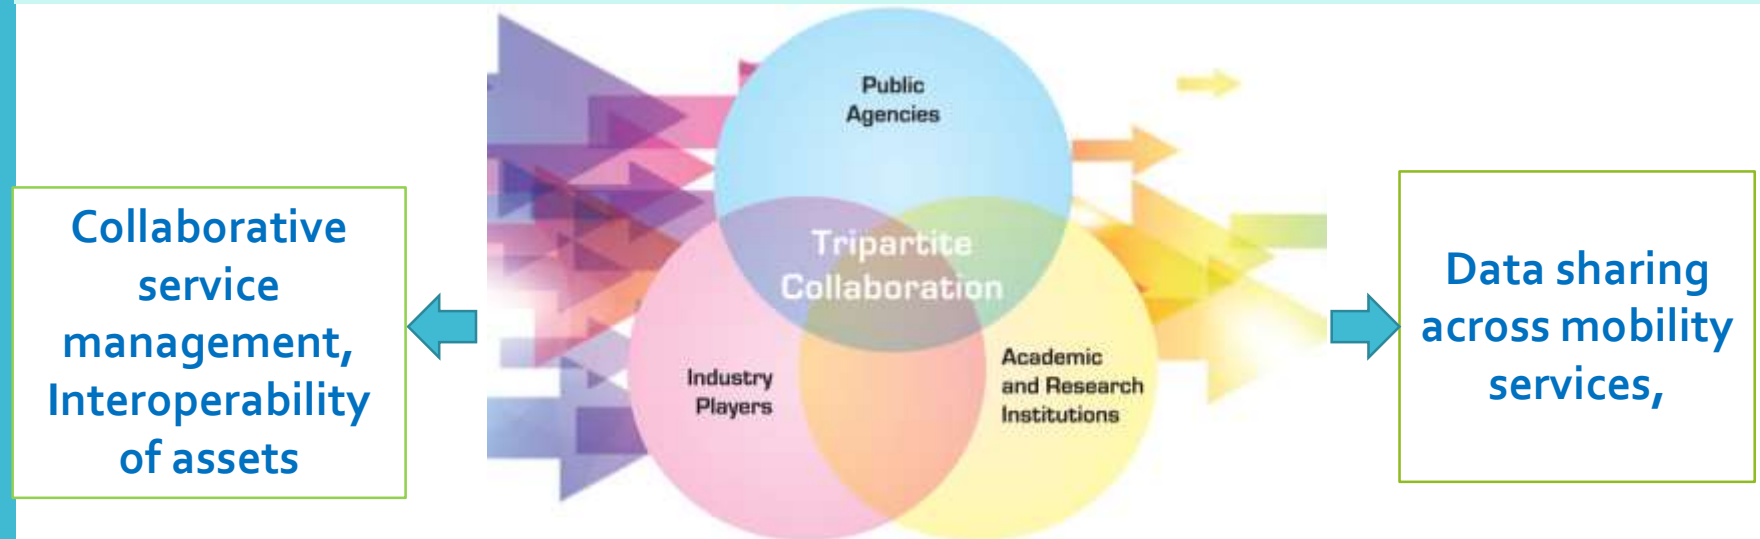 Collaborative
service
management,
Interoperability
of assets
Public
Agencies
Tripartite
Collaboration
Industry
Players
Academic
and Research
Institutions
Data sharing
across mobility
services,